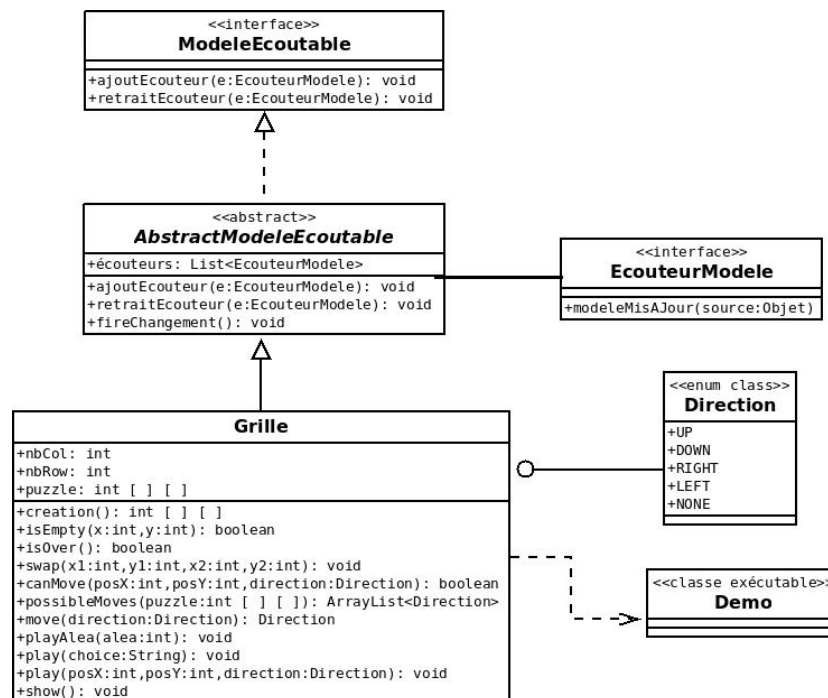 <<interface>>
ModeleEcoutable
+ajoutEcouteur(e:EcouteurModele): void
+retraitEcouteur(e:EcouteurModele): void
<<abstract>>
AbstractModeleEcoutable
+écouteurs: List<EcouteurModele>
+ajoutEcouteur(e:EcouteurModele): void
+retraitEcouteur(e:EcouteurModele): void
+fireChangement(): void
<<interface>>
EcouteurModele
+modeleMisAJour(source:Objet)
<<enum class>>
Direction
+UP
+DOWN
+RIGHT
+LEFT
+NONE
Grille
+nbCol: int
+nbRow: int
+puzzle: int [ ] [ ]
+creation(): int [ ] [ ]
+isEmpty(x:int,y:int): boolean
+isOver(): boolean
+swap(x1:int,y1:int,x2:int,y2:int): void
+canMove(posX:int,posY:int,direction:Direction): boolean
+possibleMoves(puzzle:int [ ] [ ]): ArrayList<Direction>
+move(direction:Direction): Direction
+playAlea(alea:int): void
+play(choice:String): void
+play(posX:int,posY:int,direction:Direction): void
+show(): void
<<classe exécutable>>
Demo